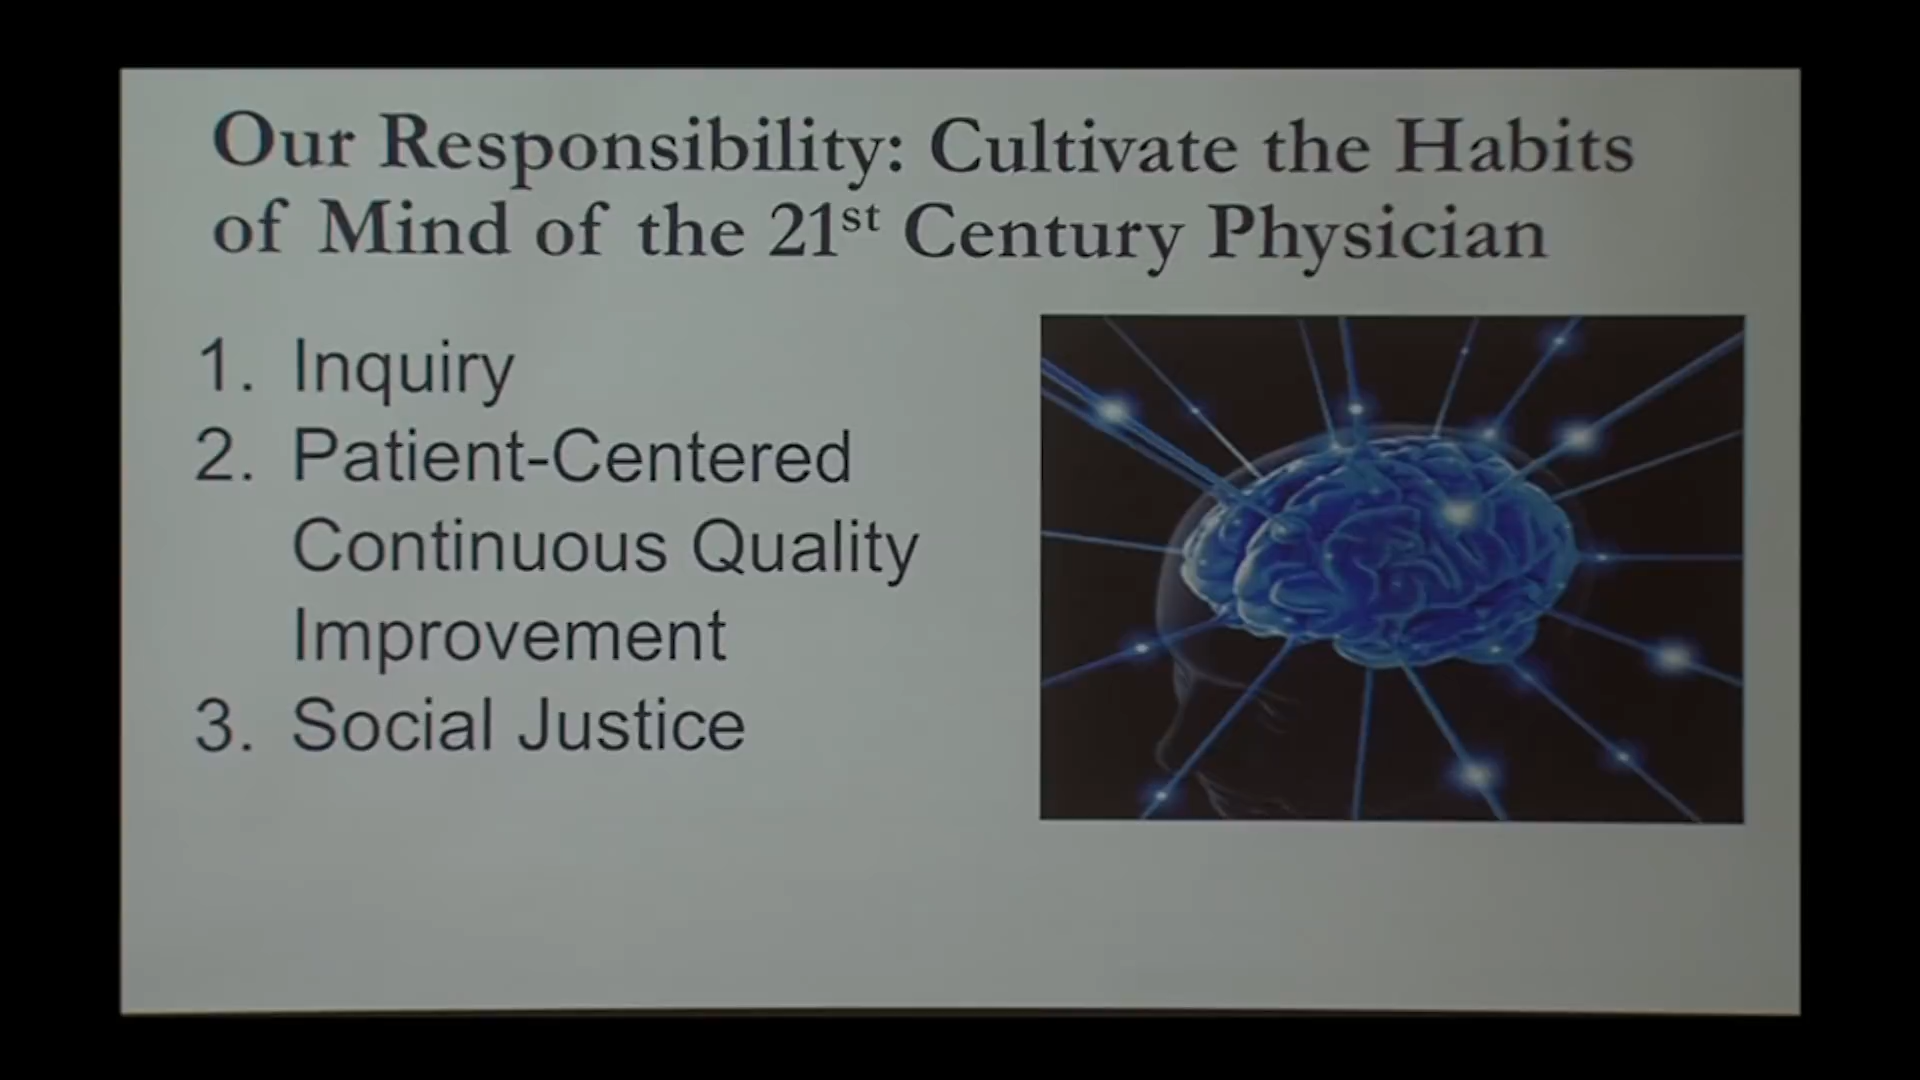 Our Responsibility: Cultivate the Habits
of Mind of the 21st Century Physician
1. Inquiry
2. Patient-Centered
Continuous Quality
Improvement
3. Social Justice